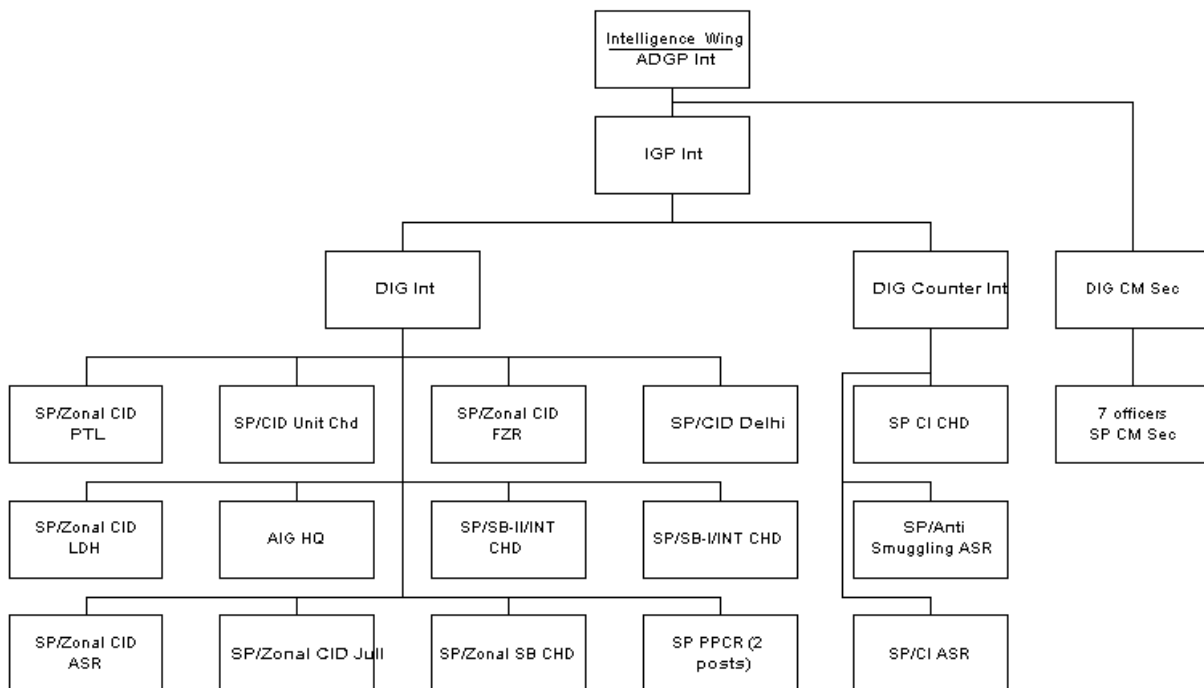 Intelligence Wing
ADGP Int
IGP Int
DIG Int
DIG Counter Int
DIG CM Sec
SP/Zonal CID
PTL
SP/CID Unit Chd
SP/Zonal CID
FZR
SP/CID Delhi
SP CI CHD
7 officers
SP CM Sec
SP/Zonal CID
LDH
AIG HQ
SP/SB-II/INT
CHD
SP/SB-I/INT CHD
SP/Anti
Smuggling ASR
SP/Zonal CID
ASR
SP/Zonal CID Jull
SP/Zonal SB CHD
SP PPCR (2
posts)
SP/CI ASR